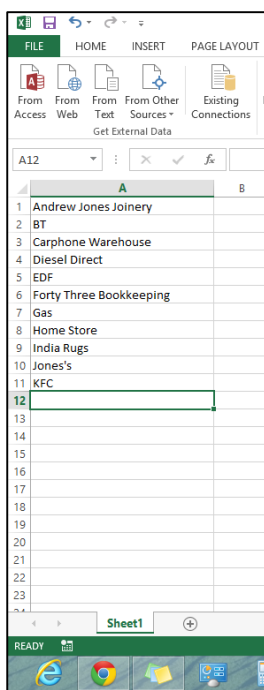 FILE HOME INSERT PAGE LAYOUT
From Access
From Web
From Text
From Other Sources
Existing Connections
Get External Data
A12
fx
A B
1 Andrew Jones Joinery
2 BT
3 Carphone Warehouse
4 Diesel Direct
5 EDF
6 Forty Three Bookkeeping
7 Gas
8 Home Store
9 India Rugs
10 Jones's
11 KFC
12
13
14
15
16
17
18
19
20
21
22
23
Sheet1
READY